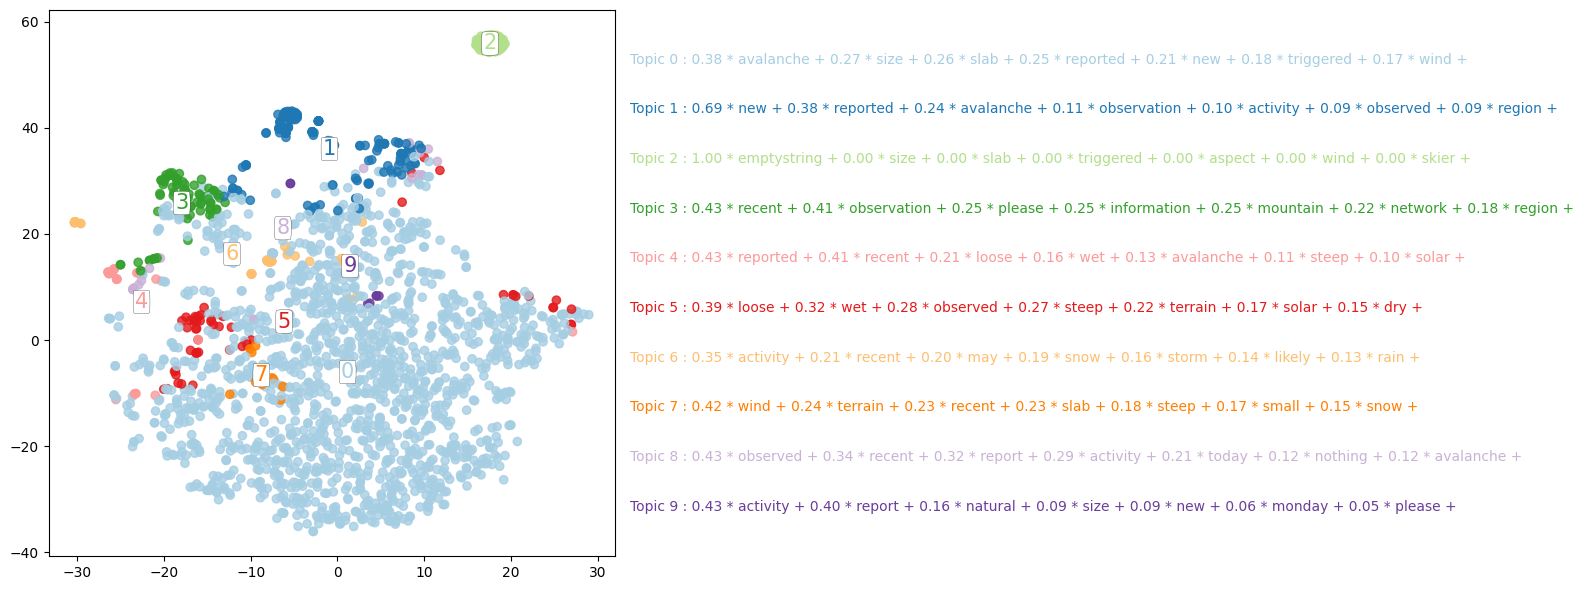 60
40
20
0
−20
−40
−30
−20
−10
0
10
20
30
2
1
3
8
6
9
4
5
7
0
Topic 0 : 0.38 * avalanche + 0.27 * size + 0.26 * slab + 0.25 * reported + 0.21 * new + 0.18 * triggered + 0.17 * wind +
Topic 1 : 0.69 * new + 0.38 * reported + 0.24 * avalanche + 0.11 * observation + 0.10 * activity + 0.09 * observed + 0.09 * region +
Topic 2 : 1.00 * emptystring + 0.00 * size + 0.00 * slab + 0.00 * triggered + 0.00 * aspect + 0.00 * wind + 0.00 * skier +
Topic 3 : 0.43 * recent + 0.41 * observation + 0.25 * please + 0.25 * information + 0.25 * mountain + 0.22 * network + 0.18 * region +
Topic 4 : 0.43 * reported + 0.41 * recent + 0.21 * loose + 0.16 * wet + 0.13 * avalanche + 0.11 * steep + 0.10 * solar +
Topic 5 : 0.39 * loose + 0.32 * wet + 0.28 * observed + 0.27 * steep + 0.22 * terrain + 0.17 * solar + 0.15 * dry +
Topic 6 : 0.35 * activity + 0.21 * recent + 0.20 * may + 0.19 * snow + 0.16 * storm + 0.14 * likely + 0.13 * rain +
Topic 7 : 0.42 * wind + 0.24 * terrain + 0.23 * recent + 0.23 * slab + 0.18 * steep + 0.17 * small + 0.15 * snow +
Topic 8 : 0.43 * observed + 0.34 * recent + 0.32 * report + 0.29 * activity + 0.21 * today + 0.12 * nothing + 0.12 * avalanche +
Topic 9 : 0.43 * activity + 0.40 * report + 0.16 * natural + 0.09 * size + 0.09 * new + 0.06 * monday + 0.05 * please +